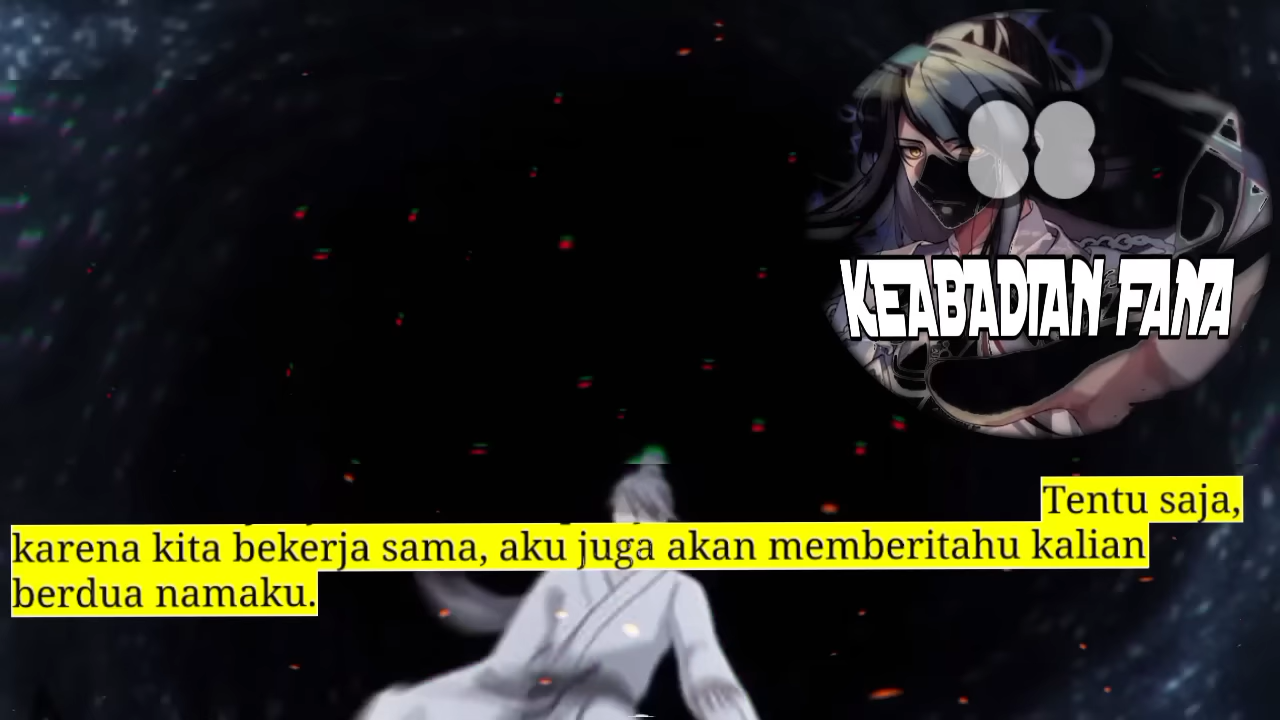 88
KEABADIAN FANA
Tentu saja,
karena kita bekerja sama, aku juga akan memberitahu kalian
berdua namaku.